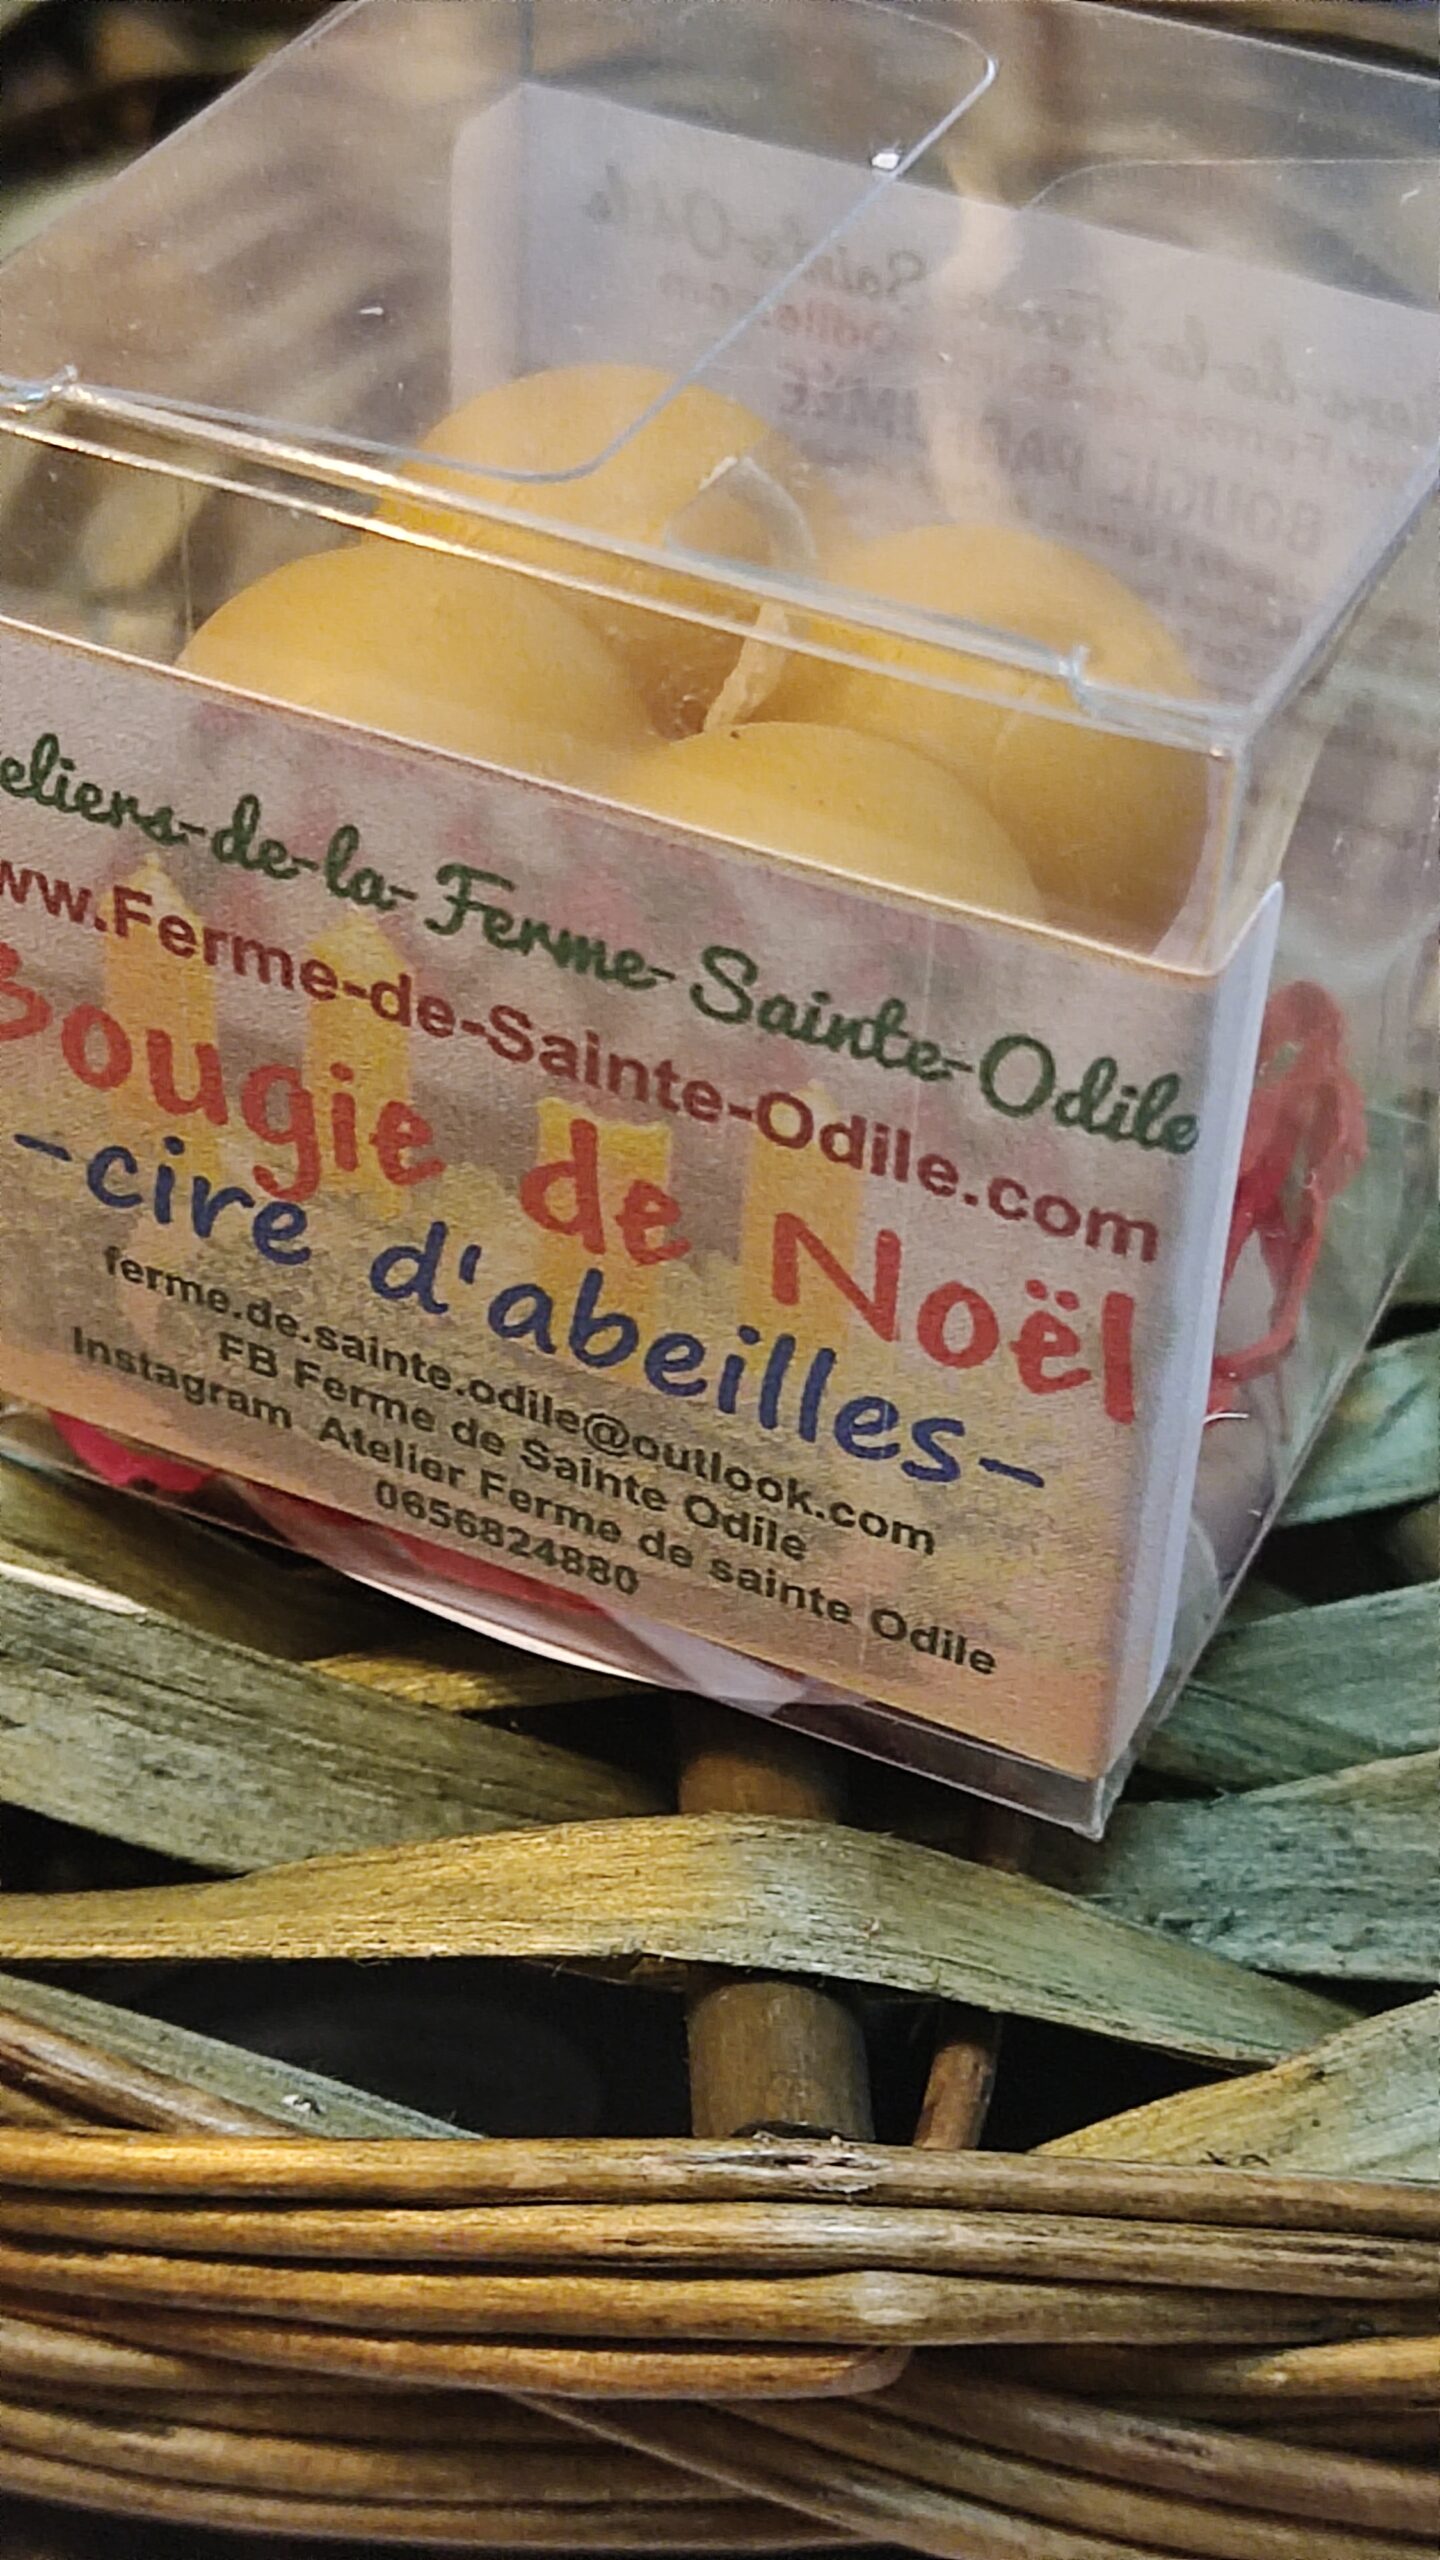 eliers-de-la-Ferme-Sainte-Odile
ww.Ferme-de-Sainte-Odile.com
Bougie de Noël
-cire d'abeilles-
ferme.de.sainte.odile@outlook.com
FB Ferme de Sainte Odile
Instagram Atelier Ferme de sainte Odile
0656824880